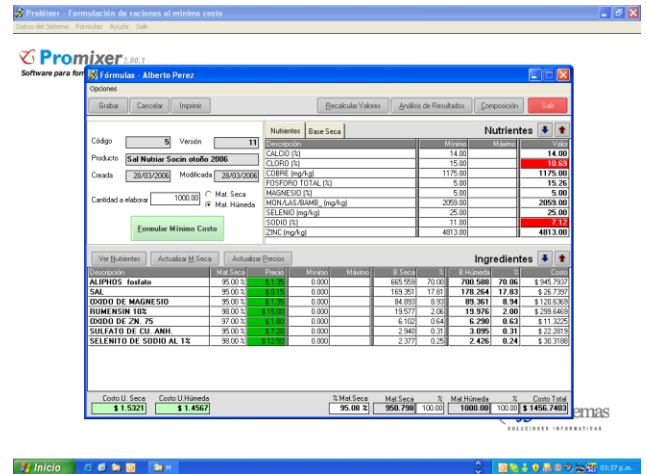 ProMixer - Formulación de raciones al mínimo costo
Datos del Sistema Fórmulas Ayuda Salir
Promixer 2.00.1
Software para form
Fórmulas - Alberto Perez
Opciones
Grabar Cancelar Imprimir Recalcular Valores Análisis de Resultados Composición Salir
Código 5 Versión 11
Producto Sal Nutriar Socin otoño 2006
Creada 28/03/2006 Modificada 28/03/2006
Cantidad a elaborar 1000.00 Mat. Seca
Mat. Húmeda
Formular Mínimo Costo
Nutrientes Base Seca Nutrientes
Descripción Mínimo Máximo Valor
CALCIO (%) 14.00 14.00
CLORO (%) 15.00 10.69
COBRE (mg/kg) 1175.00 1175.00
FOSFORO TOTAL (%) 5.00 15.26
MAGNESIO (%) 5.00 5.00
MON/LAS/BAMB_ (mg/kg) 2059.00 2059.00
SELENIO (mg/kg) 25.00 25.00
SODIO (%) 11.00 7.12
ZINC (mg/kg) 4813.00 4813.00
Ver Nutrientes Actualizar M.Seca Actualizar Precios Ingredientes
Descripción Mat.Seca Precio Mínimo Máximo B.Seca % B.Húmeda % Costo
ALIPHOS fosfato 95.00 % $ 1.35 0.000 665.559 70.00 700.588 70.06 $ 945.7937
SAL 95.00 % $ 0.15 0.000 169.351 17.81 178.264 17.83 $ 26.7397
OXIDO DE MAGNESIO 95.00 % $ 1.35 0.000 84.893 8.93 89.361 8.94 $ 120.6369
RUMENSIN 10% 98.00 % $ 15.00 0.000 19.577 2.06 19.976 2.00 $ 299.6469
OXIDO DE ZN. 75 97.00 % $ 1.80 0.000 6.102 0.64 6.290 0.63 $ 11.3225
SULFATO DE CU. ANH. 95.00 % $ 7.20 0.000 2.940 0.31 3.095 0.31 $ 22.2819
SELENITO DE SODIO AL 1% 98.00 % $ 12.50 0.000 2.377 0.25 2.426 0.24 $ 30.3188
Costo U. Seca Costo U.Húmeda % Mat.Seca Mat.Seca % Mat.Húmeda % Costo Total
$ 1.5321 $ 1.4567 95.08 % 950.798 100.00 1000.00 100.00 $ 1456.7403
emas
SOLUCIONES INFORMATICAS
Inicio M 03:37 p.m.